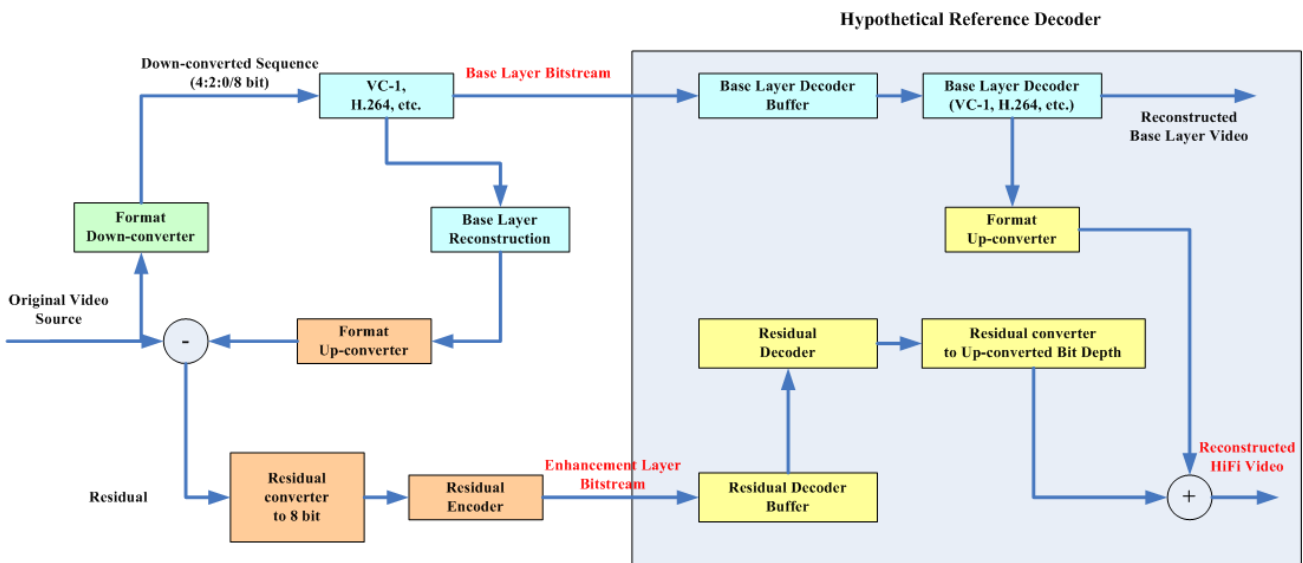 Hypothetical Reference Decoder
Down-converted Sequence
(4:2:0/8 bit)
VC-1,
H.264, etc.
Base Layer Bitstream
Base Layer Decoder
Buffer
Base Layer Decoder
(VC-1, H.264, etc.)
Reconstructed
Base Layer Video
Format
Down-converter
Base Layer
Reconstruction
Format
Up-converter
Original Video
Source
-
Format
Up-converter
Residual
Decoder
Residual converter
to Up-converted Bit Depth
Residual
Residual
converter
to 8 bit
Residual
Encoder
Enhancement Layer
Bitstream
Residual Decoder
Buffer
+
Reconstructed
HiFi Video